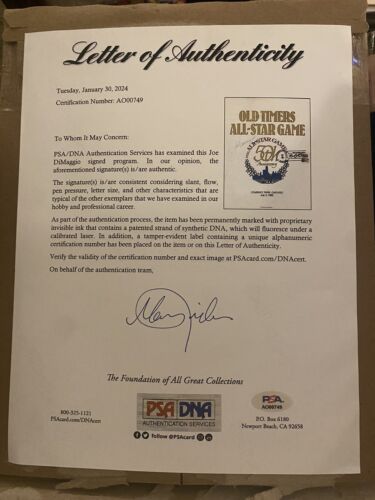 Letter of Authenticity
Tuesday, January 30, 2024
Certification Number: AO00749
To Whom It May Concern:
PSA/DNA Authentication Services has examined this Joe
DiMaggio signed program. In our opinion, the
aforementioned signature(s) is/are authentic.
The signature(s) is/are consistent considering slant, flow,
pen pressure, letter size, and other characteristics that are
typical of the other exemplars that we have examined in our
hobby and professional career.
OLD TIMERS
ALL-STAR GAME
ALL-STAR GAME
50th
As part of the authentication process, the item has been permanently marked with proprietary
invisible ink that contains a patented strand of synthetic DNA, which will fluoresce under a
calibrated laser. In addition, a tamper-evident label containing a unique alphanumeric
certification number has been placed on the item or on this Letter of Authenticity.
Verify the validity of the certification number and exact image at PSAcard.com/DNAcert.
On behalf of the authentication team,
The Foundation of All Great Collections
800-325-1121
PSAcard.com/DNAcert
PSA DNA
AUTHENTICATION SERVICES
Follow @PSAcard
PSA
AO00749
P.O. Box 6180
Newport Beach, CA 92658